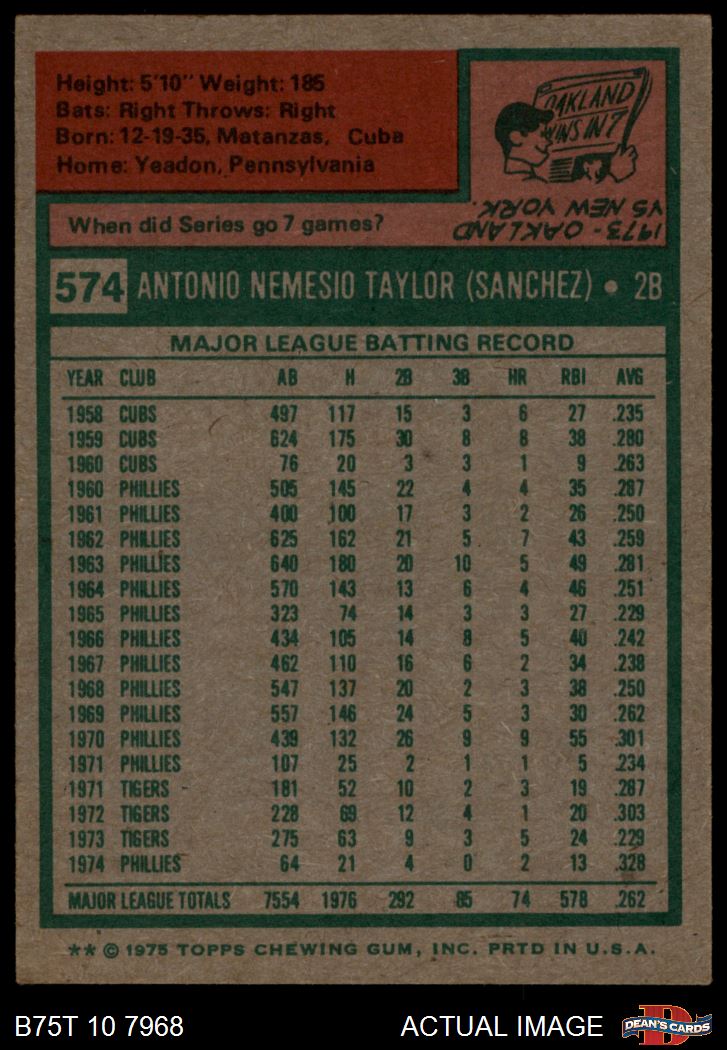 Height: 5'10" Weight: 185
Bats: Right Throws: Right
Born: 12-19-35, Matanzas, Cuba
Home: Yeadon, Pennsylvania
OAKLAND
WINS IN 7
When did Series go 7 games?
1973 - OAKLAND
VS NEW YORK.
574 ANTONIO NEMESIO TAYLOR (SANCHEZ) • 2B
MAJOR LEAGUE BATTING RECORD
YEAR CLUB AB H 2B 3B HR RBI AVG
1958 CUBS 497 117 15 3 6 27 .235
1959 CUBS 624 175 30 8 8 38 .280
1960 CUBS 76 20 3 3 1 9 .263
1960 PHILLIES 505 145 22 4 4 35 .287
1961 PHILLIES 400 100 17 3 2 26 .250
1962 PHILLIES 625 162 21 5 7 43 .259
1963 PHILLIES 640 180 20 10 5 49 .281
1964 PHILLIES 570 143 13 6 4 46 .251
1965 PHILLIES 323 74 14 3 3 27 .229
1966 PHILLIES 434 105 14 8 5 40 .242
1967 PHILLIES 462 110 16 6 2 34 .238
1968 PHILLIES 547 137 20 2 3 38 .250
1969 PHILLIES 557 146 24 5 3 30 .262
1970 PHILLIES 439 132 26 9 9 55 .301
1971 PHILLIES 107 25 2 1 1 5 .234
1971 TIGERS 181 52 10 2 3 19 .287
1972 TIGERS 228 69 12 4 1 20 .303
1973 TIGERS 275 63 9 3 5 24 .229
1974 PHILLIES 64 21 4 0 2 13 .328
MAJOR LEAGUE TOTALS 7554 1976 292 85 74 578 .262
** © 1975 TOPPS CHEWING GUM, INC. PRTD IN U.S.A.
B75T 10 7968 ACTUAL IMAGE
D
DEAN'S CARDS